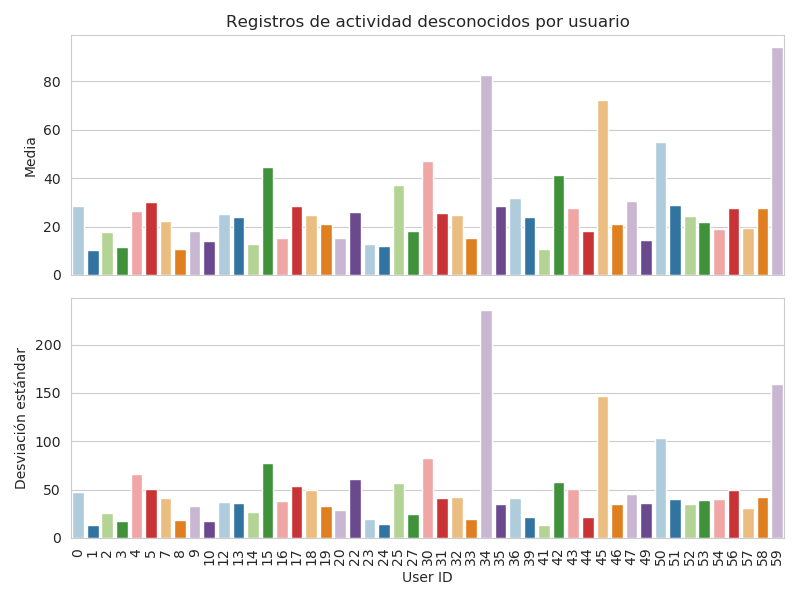 Registros de actividad desconocidos por usuario
Media
80
60
40
20
0
Desviación estándar
200
150
100
50
0
0 1 2 3 4 5 7 8 9 10 12 13 14 15 16 17 18 19 20 22 23 24 25 27 30 31 32 33 34 35 36 39 41 42 43 44 45 46 47 49 50 51 52 53 54 56 57 58 59
User ID